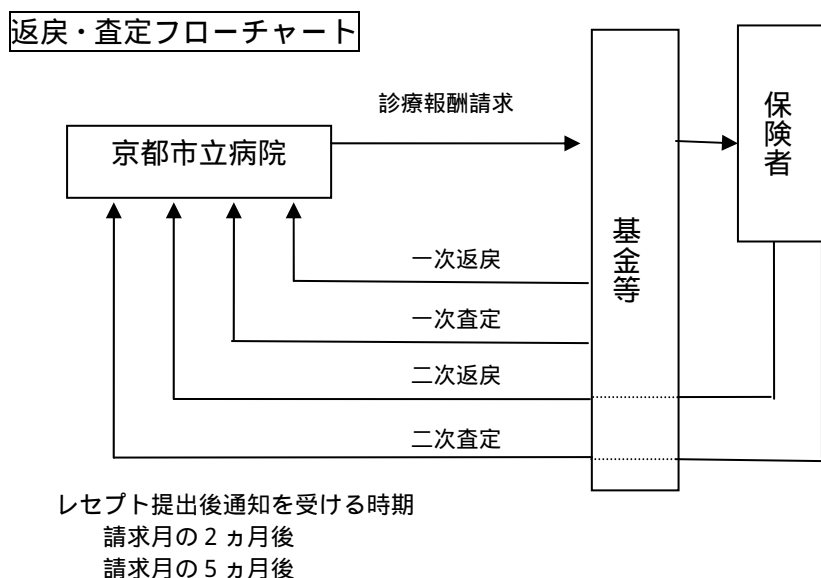 返戻・査定フローチャート
診療報酬請求
京都市立病院
保険者
基金等
一次返戻
一次査定
二次返戻
二次査定
レセプト提出後通知を受ける時期
請求月の2ヵ月後
請求月の5ヵ月後